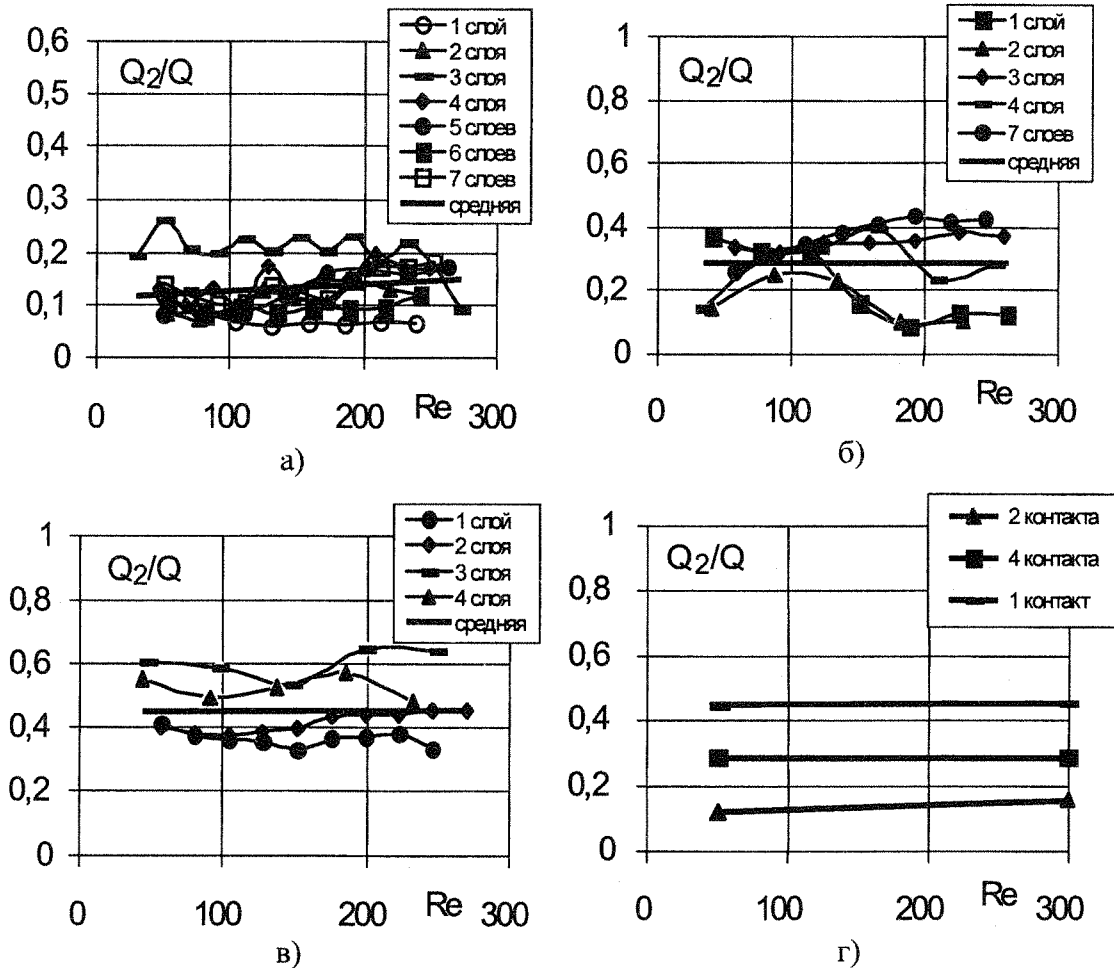 Q2/Q
0,6
0,5
0,4
0,3
0,2
0,1
0
0
100
200
300
Re
1 слой
2 слоя
3 слоя
4 слоя
5 слоев
6 слоев
7 слоев
средняя
а)
Q2/Q
1
0,8
0,6
0,4
0,2
0
0
100
200
300
Re
1 слой
2 слоя
3 слоя
4 слоя
7 слоев
средняя
б)
Q2/Q
1
0,8
0,6
0,4
0,2
0
0
100
200
300
Re
1 слой
2 слоя
3 слоя
4 слоя
средняя
в)
Q2/Q
1
0,8
0,6
0,4
0,2
0
0
100
200
300
Re
2 контакта
4 контакта
1 контакт
г)